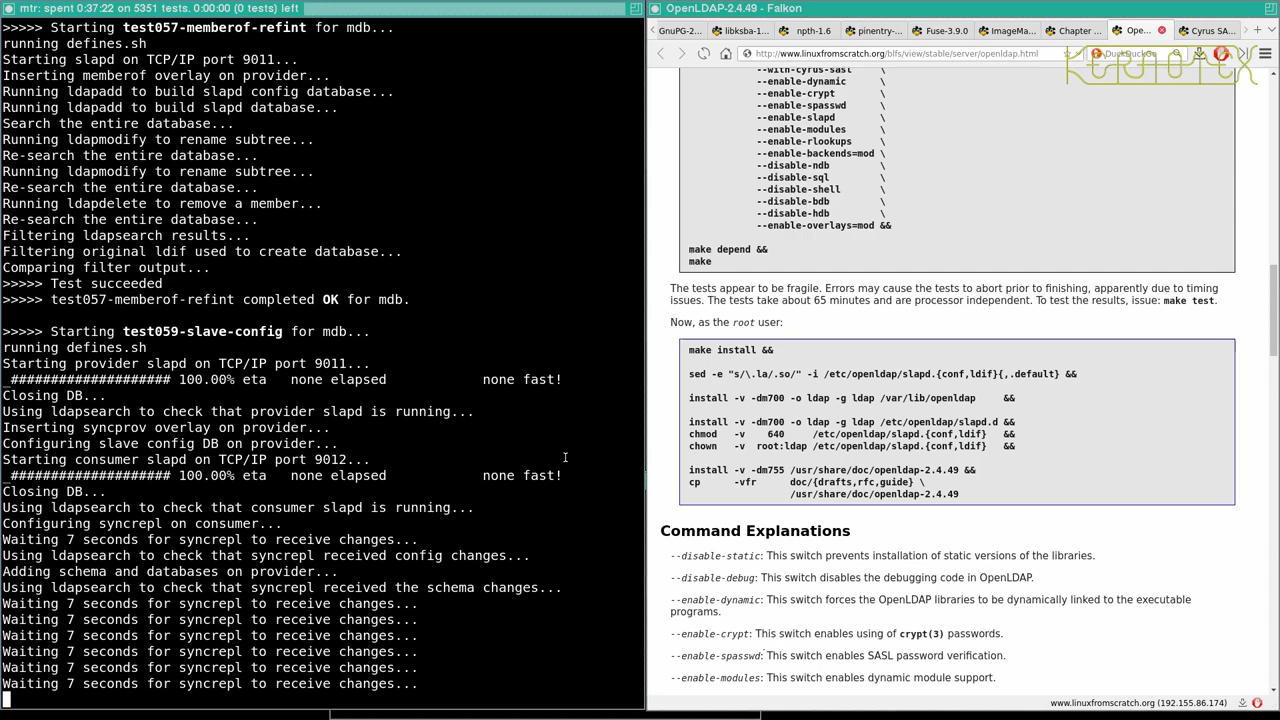 mtr: spent 0:37:22 on 5351 tests. 0:00:00 (0 tests) left
>>>>> Starting test057-memberof-refint for mdb...
running defines.sh
Starting slapd on TCP/IP port 9011...
Inserting memberof overlay on provider...
Running ldapadd to build slapd config database...
Running ldapadd to build slapd database...
Search the entire database...
Running ldapmodify to rename subtree...
Re-search the entire database...
Running ldapmodify to rename subtree...
Re-search the entire database...
Running ldapdelete to remove a member...
Re-search the entire database...
Filtering ldapsearch results...
Filtering original ldif used to create database...
Comparing filter output...
>>>>> Test succeeded
>>>>> test057-memberof-refint completed OK for mdb.
>>>>> Starting test059-slave-config for mdb...
running defines.sh
Starting provider slapd on TCP/IP port 9011...
_#################### 100.00% eta   none elapsed            none fast!
Closing DB...
Using ldapsearch to check that provider slapd is running...
Inserting syncprov overlay on provider...
Configuring slave config DB on provider...
Starting consumer slapd on TCP/IP port 9012...
_#################### 100.00% eta   none elapsed            none fast!
Closing DB...
Using ldapsearch to check that consumer slapd is running...
Configuring syncrepl on consumer...
Waiting 7 seconds for syncrepl to receive changes...
Using ldapsearch to check that syncrepl received config changes...
Adding schema and databases on provider...
Using ldapsearch to check that syncrepl received the schema changes...
Waiting 7 seconds for syncrepl to receive changes...
Waiting 7 seconds for syncrepl to receive changes...
Waiting 7 seconds for syncrepl to receive changes...
Waiting 7 seconds for syncrepl to receive changes...
Waiting 7 seconds for syncrepl to receive changes...
Waiting 7 seconds for syncrepl to receive changes...
OpenLDAP-2.4.49 - Falkon
GnuPG-2... libksba-1... npth-1.6 pinentry-... Fuse-3.9.0 ImageMa... Chapter ... Ope... Cyrus SA...
http://www.linuxfromscratch.org/blfs/view/stable/server/openldap.html DuckDuckGo
KERNOTEX
--with-cyrus-sasl \
--enable-dynamic \
--enable-crypt \
--enable-spasswd \
--enable-slapd \
--enable-modules \
--enable-rlookups \
--enable-backends=mod \
--disable-ndb \
--disable-sql \
--disable-shell \
--disable-bdb \
--disable-hdb \
--enable-overlays=mod &&
make depend &&
make
The tests appear to be fragile. Errors may cause the tests to abort prior to finishing, apparently due to timing
issues. The tests take about 65 minutes and are processor independent. To test the results, issue: make test.
Now, as the root user:
make install &&
sed -e "s/\.la/.so/" -i /etc/openldap/slapd.{conf,ldif}{,.default} &&
install -v -dm700 -o ldap -g ldap /var/lib/openldap &&
install -v -dm700 -o ldap -g ldap /etc/openldap/slapd.d &&
chmod -v 640 /etc/openldap/slapd.{conf,ldif} &&
chown -v root:ldap /etc/openldap/slapd.{conf,ldif} &&
install -v -dm755 /usr/share/doc/openldap-2.4.49 &&
cp -vfr doc/{drafts,rfc,guide} \
/usr/share/doc/openldap-2.4.49
Command Explanations
--disable-static: This switch prevents installation of static versions of the libraries.
--disable-debug: This switch disables the debugging code in OpenLDAP.
--enable-dynamic: This switch forces the OpenLDAP libraries to be dynamically linked to the executable
programs.
--enable-crypt: This switch enables using of crypt(3) passwords.
--enable-spasswd: This switch enables SASL password verification.
--enable-modules: This switch enables dynamic module support.
www.linuxfromscratch.org (192.155.86.174)